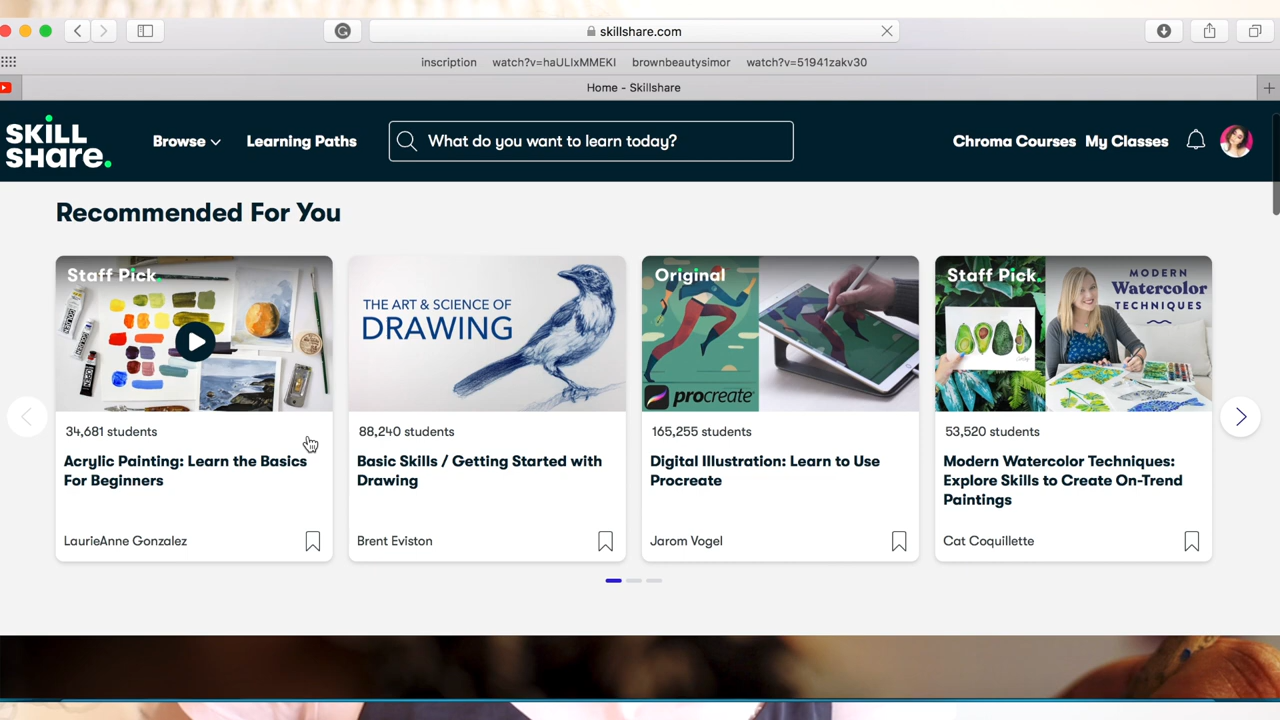 skillshare.com
inscription watch?v=haULIxMMEKI brownbeautysimor watch?v=51941zakv30
Home - Skillshare
SKiLL
SHare.
Browse
Learning Paths
What do you want to learn today?
Chroma Courses
My Classes
Recommended For You
Staff Pick.
34,681 students
Acrylic Painting: Learn the Basics
For Beginners
LaurieAnne Gonzalez
THE ART & SCIENCE OF
DRAWING
88,240 students
Basic Skills / Getting Started with
Drawing
Brent Eviston
Original
procreate
165,255 students
Digital Illustration: Learn to Use
Procreate
Jarom Vogel
Staff Pick.
MODERN
Watercolor
TECHNIQUES
53,520 students
Modern Watercolor Techniques:
Explore Skills to Create On-Trend
Paintings
Cat Coquillette